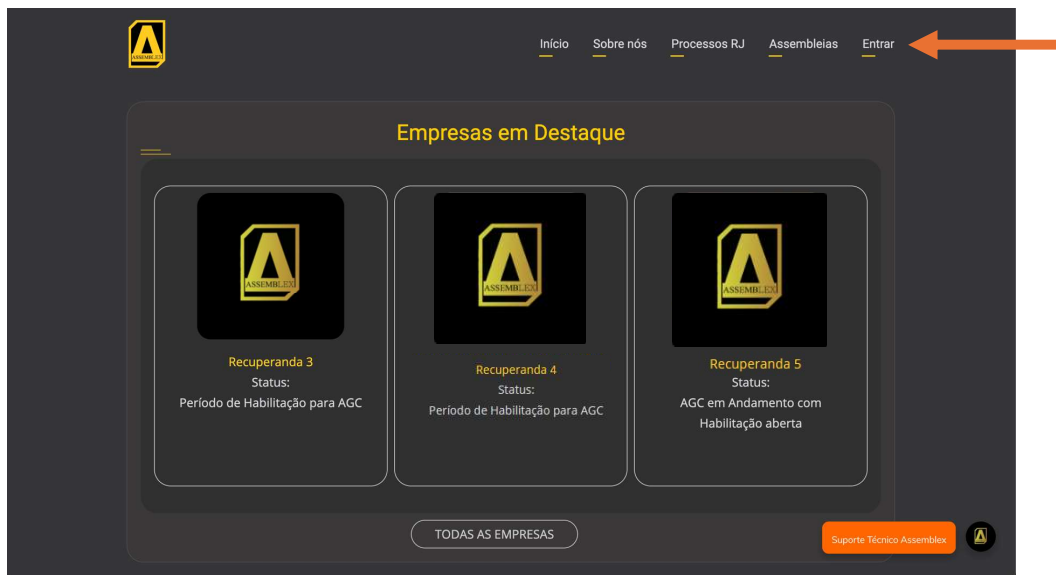 ASSEMBLEX
Início Sobre nós Processos RJ Assembleias Entrar
Empresas em Destaque
ASSEMBLEX
Recuperanda 3
Status:
Período de Habilitação para AGC
ASSEMBLEX
Recuperanda 4
Status:
Período de Habilitação para AGC
ASSEMBLEX
Recuperanda 5
Status:
AGC em Andamento com
Habilitação aberta
TODAS AS EMPRESAS
Suporte Técnico Assemblex